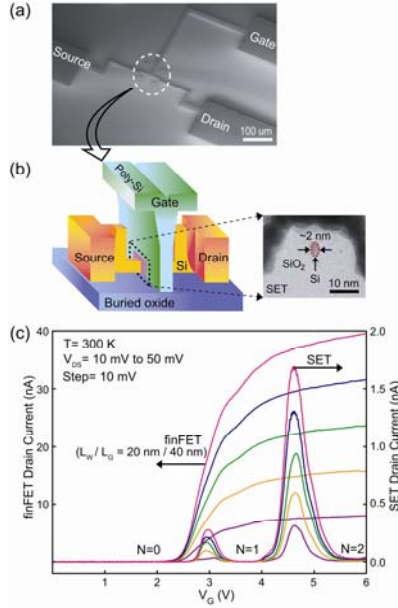 (a)
Source
Gate
Drain
100 um
(b)
Poly-Si
Gate
Source
Si
Drain
Buried oxide
~2 nm
SiO2
Si
SET
10 nm
(c)
T= 300 K
VDS= 10 mV to 50 mV
Step= 10 mV
SET
finFET
(LW / LG = 20 nm / 40 nm)
N=0
N=1
N=2
40
30
20
10
0
finFET Drain Current (nA)
2.0
1.5
1.0
0.5
0.0
SET Drain Current (nA)
0 1 2 3 4 5 6
VG (V)